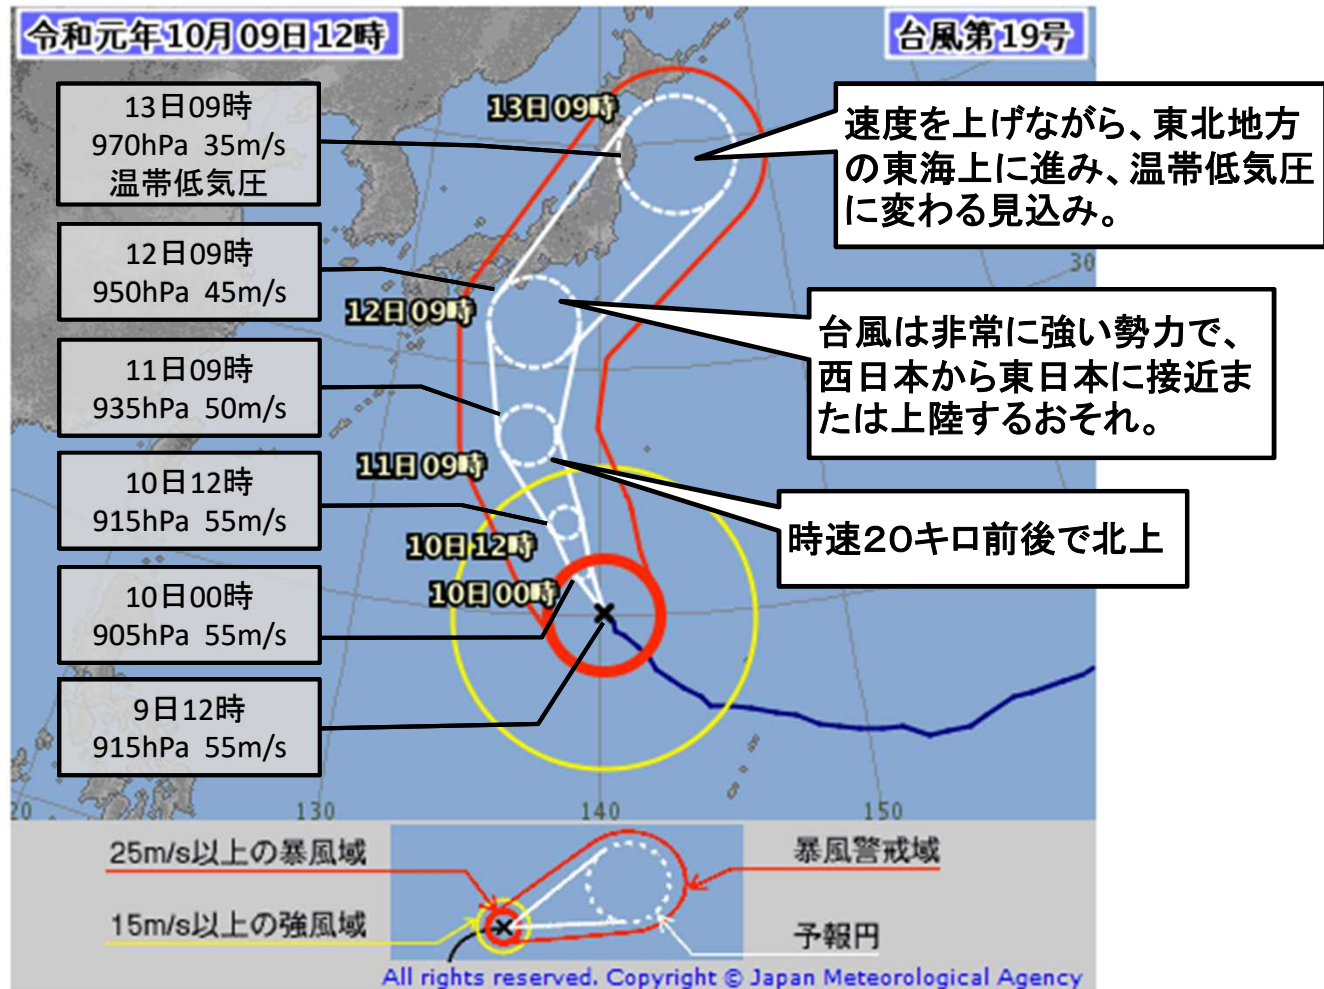 令和元年10月09日12時
台風第19号
13日09時
970hPa 35m/s
温帯低気圧
12日09時
950hPa 45m/s
11日09時
935hPa 50m/s
10日12時
915hPa 55m/s
10日00時
905hPa 55m/s
9日12時
915hPa 55m/s
13日09時
12日09時
11日09時
10日12時
10日00時
速度を上げながら、東北地方
の東海上に進み、温帯低気圧
に変わる見込み。
30
台風は非常に強い勢力で、
西日本から東日本に接近ま
たは上陸するおそれ。
時速20キロ前後で北上
20
130
140
150
25m/s以上の暴風域
暴風警戒域
15m/s以上の強風域
予報円
All rights reserved. Copyright © Japan Meteorological Agency